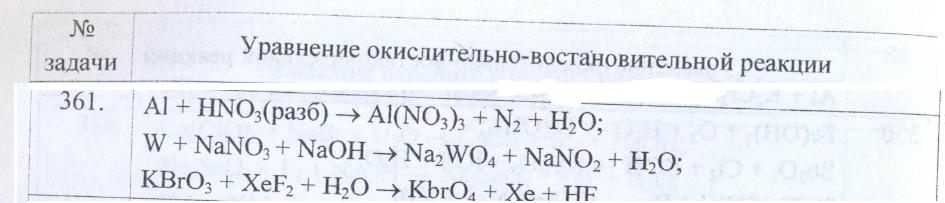 №
задачи
Уравнение окислительно-востановительной реакции
361.
Al + HNO₃(разб) → Al(NO₃)₃ + N₂ + H₂O;
W + NaNO₃ + NaOH → Na₂WO₄ + NaNO₂ + H₂O;
KBrO₃ + XeF₂ + H₂O → KbrO₄ + Xe + HF